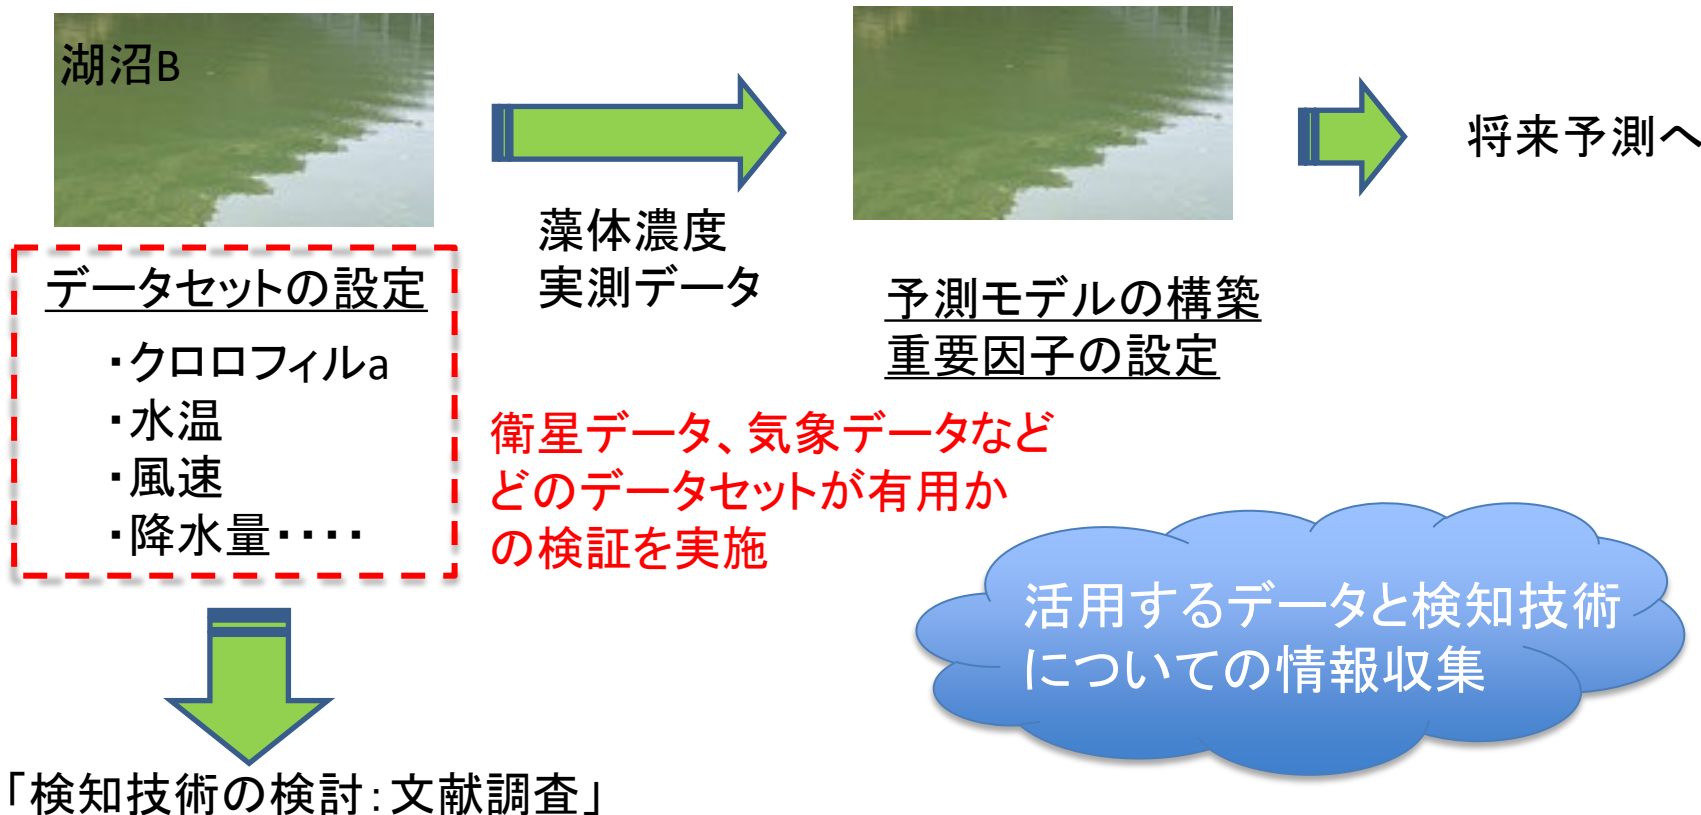 湖沼B
藻体濃度
実測データ
将来予測へ
データセットの設定
・クロロフィルa
・水温
・風速
・降水量・・・・
予測モデルの構築
重要因子の設定
衛星データ、気象データなど
どのデータセットが有用か
の検証を実施
活用するデータと検知技術
についての情報収集
「検知技術の検討：文献調査」